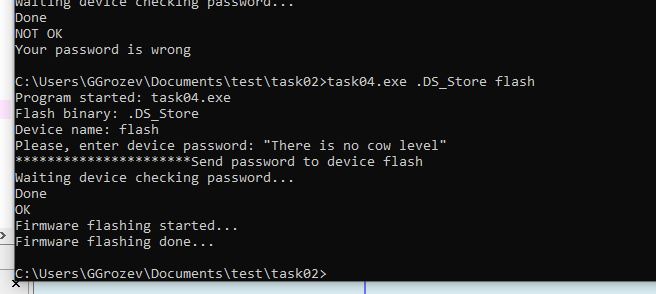 Waiting device checking password...
Done
NOT OK
Your password is wrong
C:\Users\GGrozev\Documents\test\task02>task04.exe .DS_Store flash
Program started: task04.exe
Flash binary: .DS_Store
Device name: flash
Please, enter device password: "There is no cow level"
**********************Send password to device flash
Waiting device checking password...
Done
OK
Firmware flashing started...
Firmware flashing done...
C:\Users\GGrozev\Documents\test\task02>